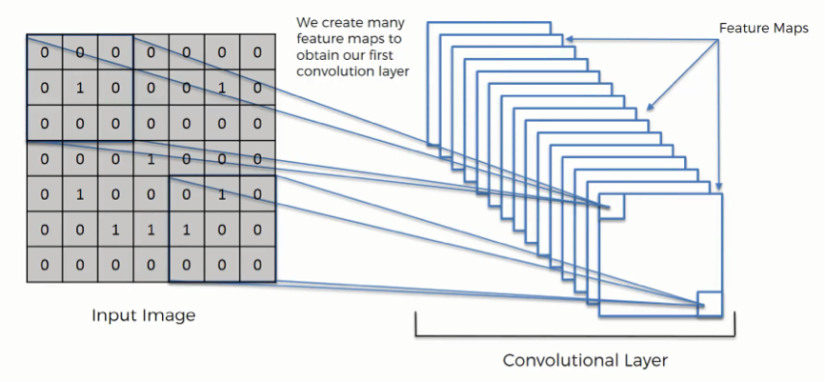 We create many
feature maps to
obtain our first
convolution layer
Feature Maps
0 0 0 0 0 0 0
0 1 0 0 0 1 0
0 0 0 0 0 0 0
0 0 0 1 0 0 0
0 1 0 0 0 1 0
0 0 1 1 1 0 0
0 0 0 0 0 0 0
Input Image
Convolutional Layer